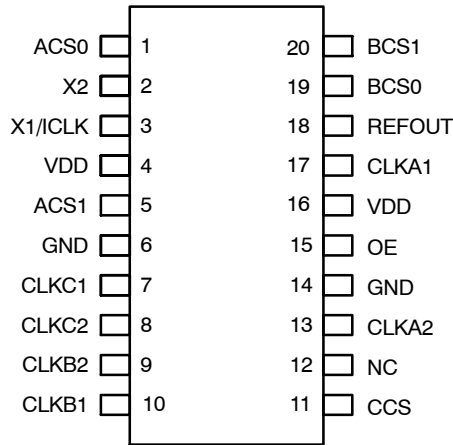 ACS0 1 20 BCS1
X2 2 19 BCS0
X1/ICLK 3 18 REFOUT
VDD 4 17 CLKA1
ACS1 5 16 VDD
GND 6 15 OE
CLKC1 7 14 GND
CLKC2 8 13 CLKA2
CLKB2 9 12 NC
CLKB1 10 11 CCS